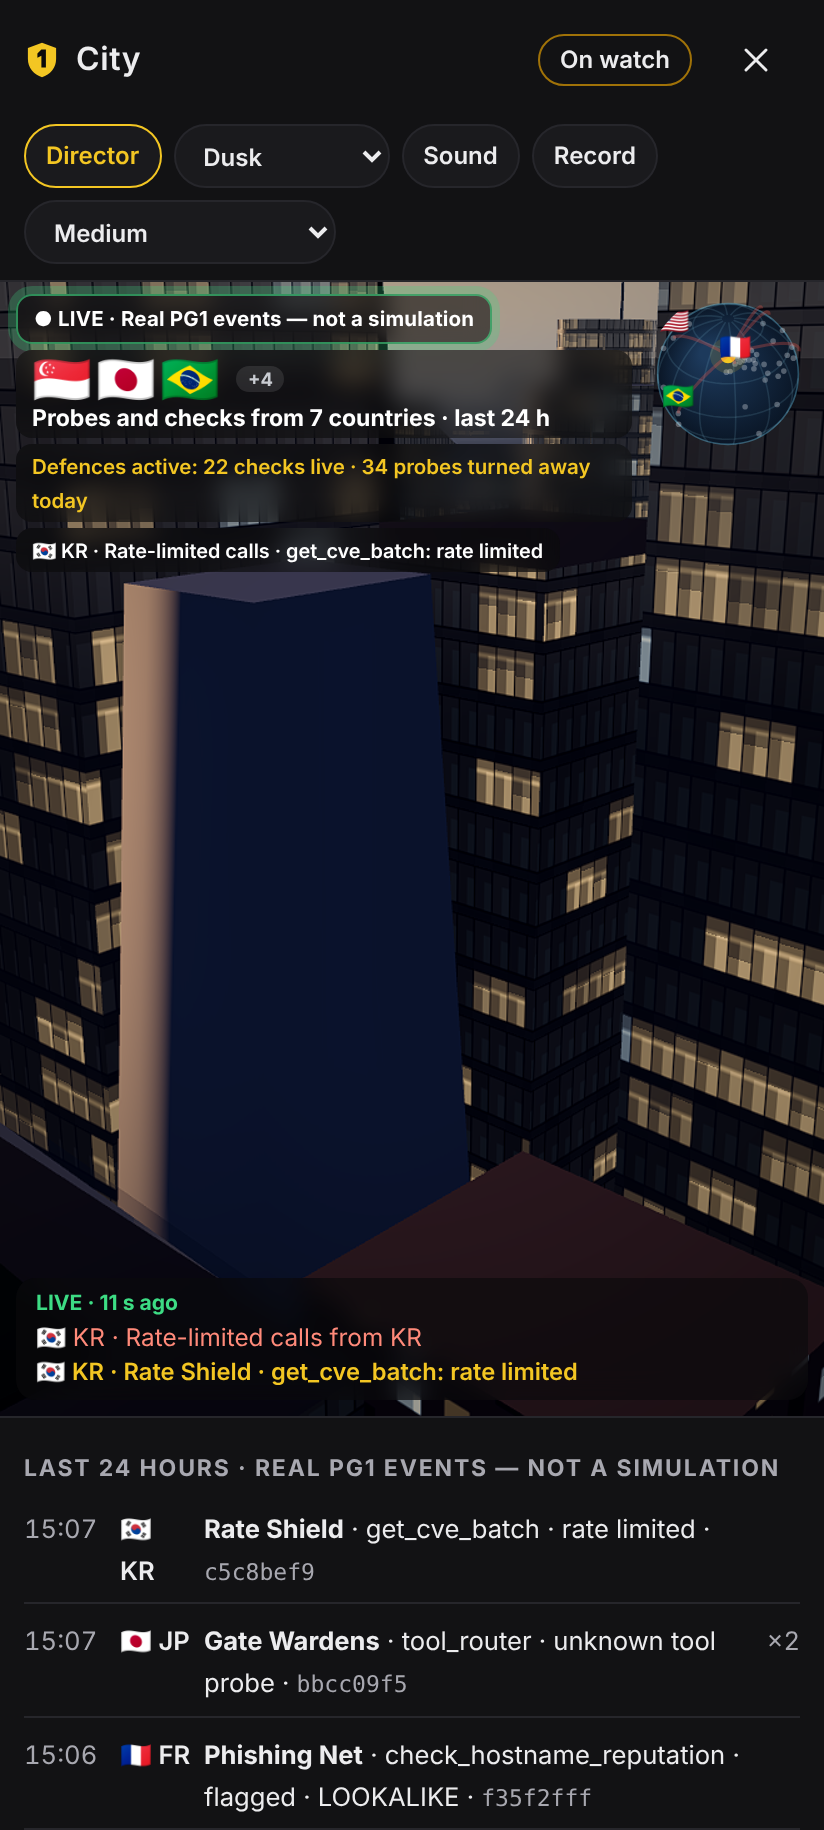 1 City
On watch
Director
Dusk
Sound
Record
Medium
LIVE · Real PG1 events — not a simulation
+4
Probes and checks from 7 countries · last 24 h
Defences active: 22 checks live · 34 probes turned away
today
KR · Rate-limited calls · get_cve_batch: rate limited
LIVE · 11 s ago
KR · Rate-limited calls from KR
KR · Rate Shield · get_cve_batch: rate limited
LAST 24 HOURS · REAL PG1 EVENTS — NOT A SIMULATION
15:07 KR Rate Shield · get_cve_batch · rate limited ·
c5c8bef9
15:07 JP Gate Wardens · tool_router · unknown tool ×2
probe · bbcc09f5
15:06 FR Phishing Net · check_hostname_reputation ·
flagged · LOOKALIKE · f35f2fff